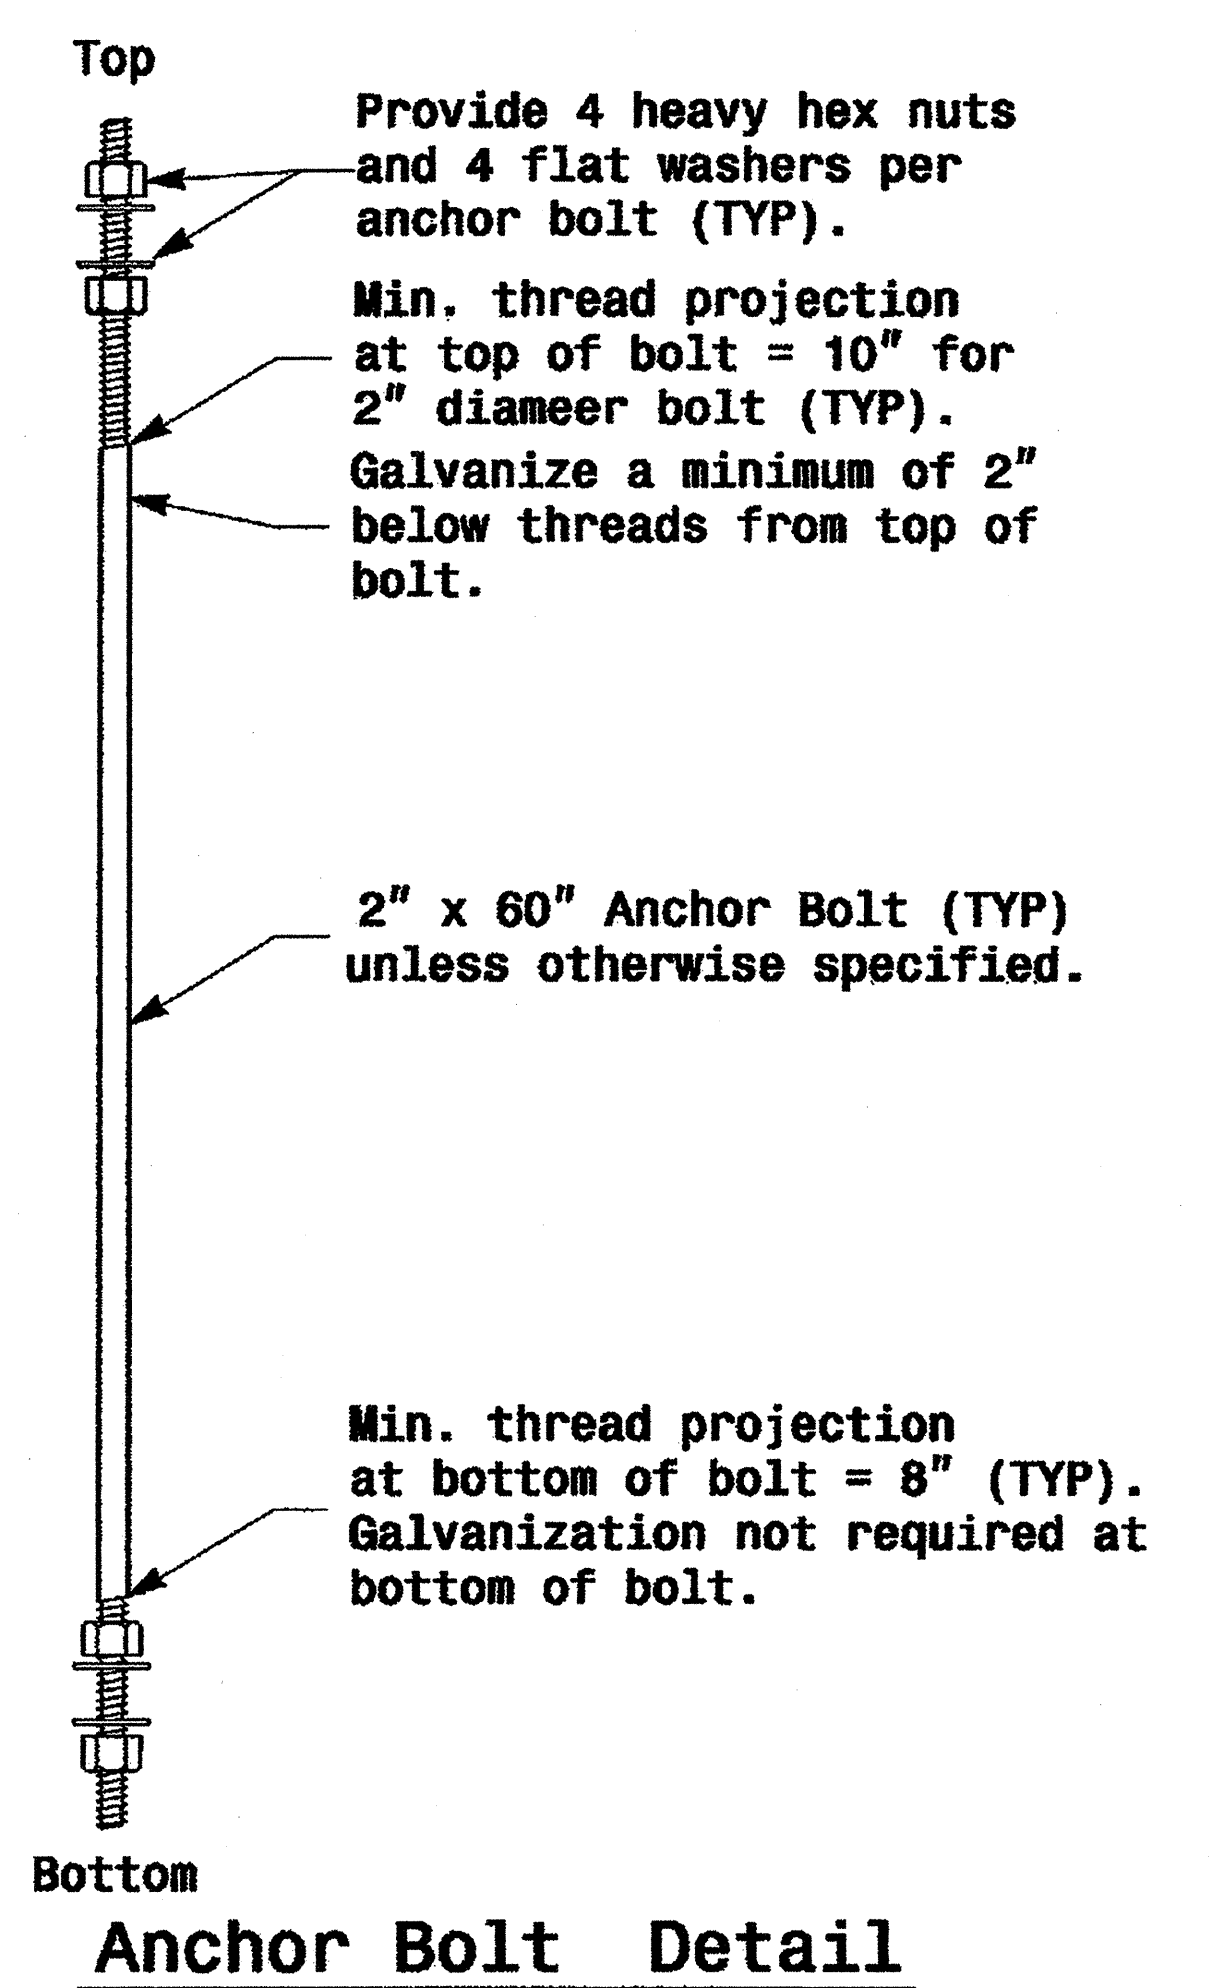 Top
Provide 4 heavy hex nuts
and 4 flat washers per
anchor bolt (TYP).
Min. thread projection
at top of bolt = 10" for
2" diameer bolt (TYP).
Galvanize a minimum of 2"
below threads from top of
bolt.
2" x 60" Anchor Bolt (TYP)
unless otherwise specified.
Min. thread projection
at bottom of bolt = 8" (TYP).
Galvanization not required at
bottom of bolt.
Bottom
Anchor Bolt Detail